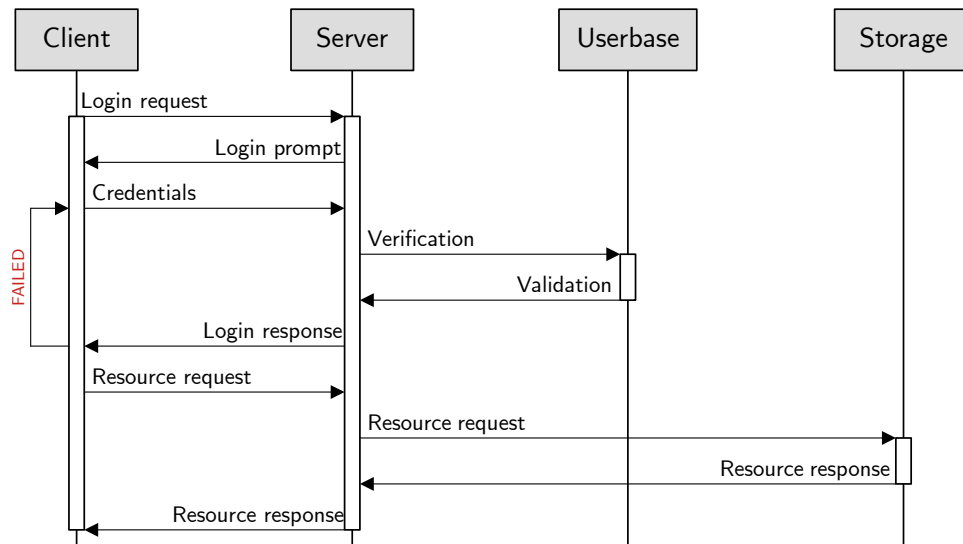 Client
Server
Userbase
Storage
Login request
Login prompt
Credentials
Verification
FAILED
Validation
Login response
Resource request
Resource request
Resource response
Resource response